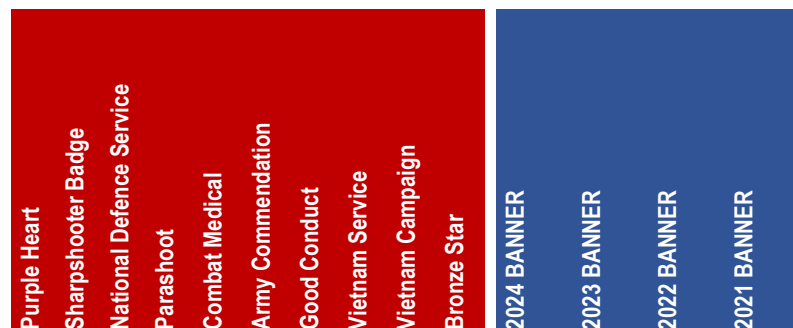 Purple Heart
Sharpshooter Badge
National Defence Service
Parashoot
Combat Medical
Army Commendation
Good Conduct
Vietnam Service
Vietnam Campaign
Bronze Star
2024 BANNER
2023 BANNER
2022 BANNER
2021 BANNER